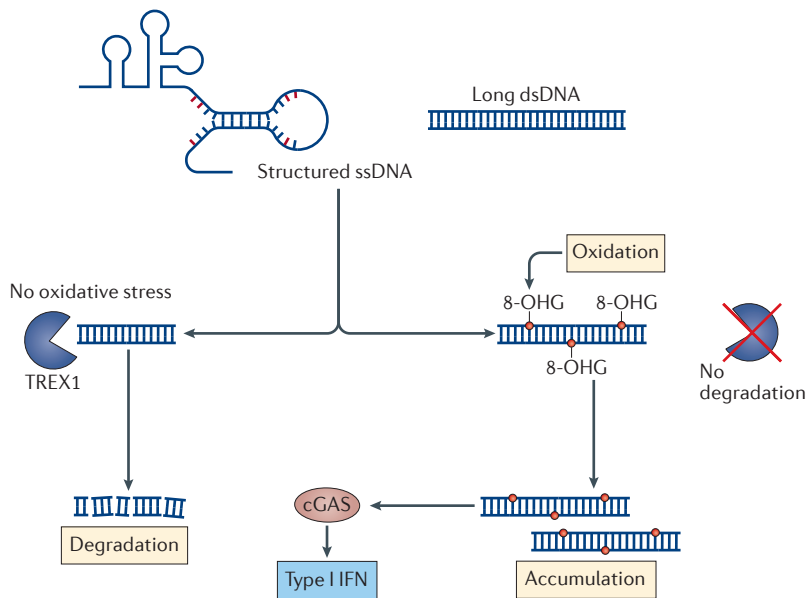 Long dsDNA
Structured ssDNA
Oxidation
No oxidative stress
8-OHG
8-OHG
TREX1
8-OHG
No
degradation
cGAS
Degradation
Type I IFN
Accumulation